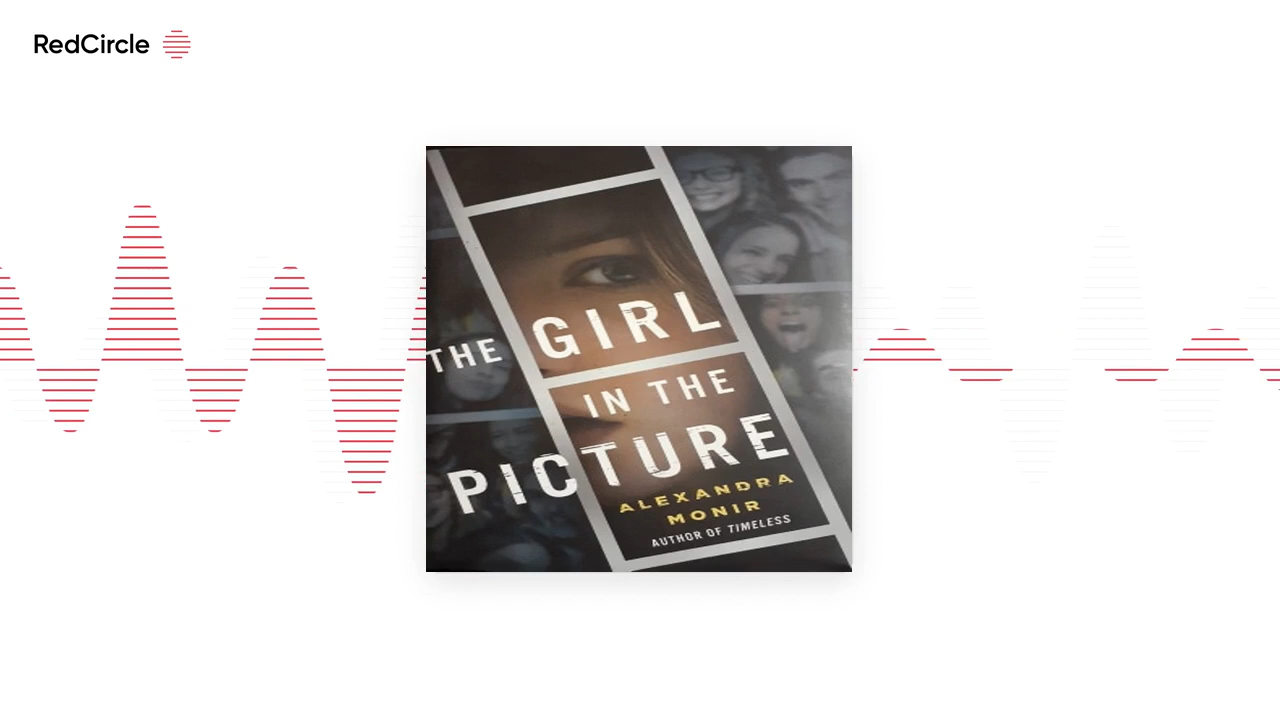 RedCircle
THE GIRL
IN THE
PICTURE
ALEXANDRA
MONIR
AUTHOR OF TIMELESS